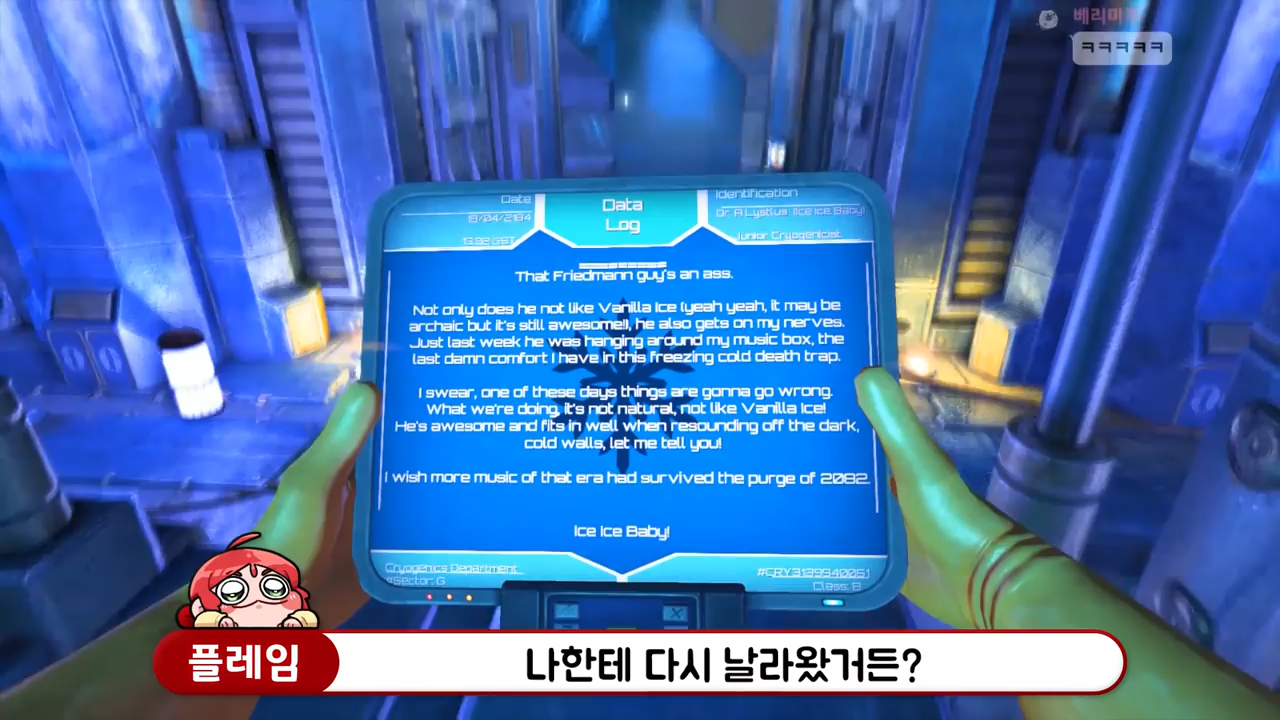 베리미
ㅋㅋㅋㅋㅋ
Date
18/04/2184
Data
Log
Identification
Dr. A Lystius (Ice Ice Baby)
Junior Cryogenicist
That Friedmann guy's an ass.
Not only does he not like Vanilla Ice (yeah yeah, it may be
archaic but it's still awesome!), he also gets on my nerves.
Just last week he was hanging around my music box, the
last damn comfort I have in this freezing cold death trap.
I swear, one of these days things are gonna go wrong.
What we're doing, it's not natural, not like Vanilla Ice!
He's awesome and fits in well when resounding off the dark,
cold walls, let me tell you!
I wish more music of that era had survived the purge of 2082.
Ice Ice Baby!
Cryogenics Department
#Sector: G
Class: B
플레임
나한테 다시 날라왔거든?